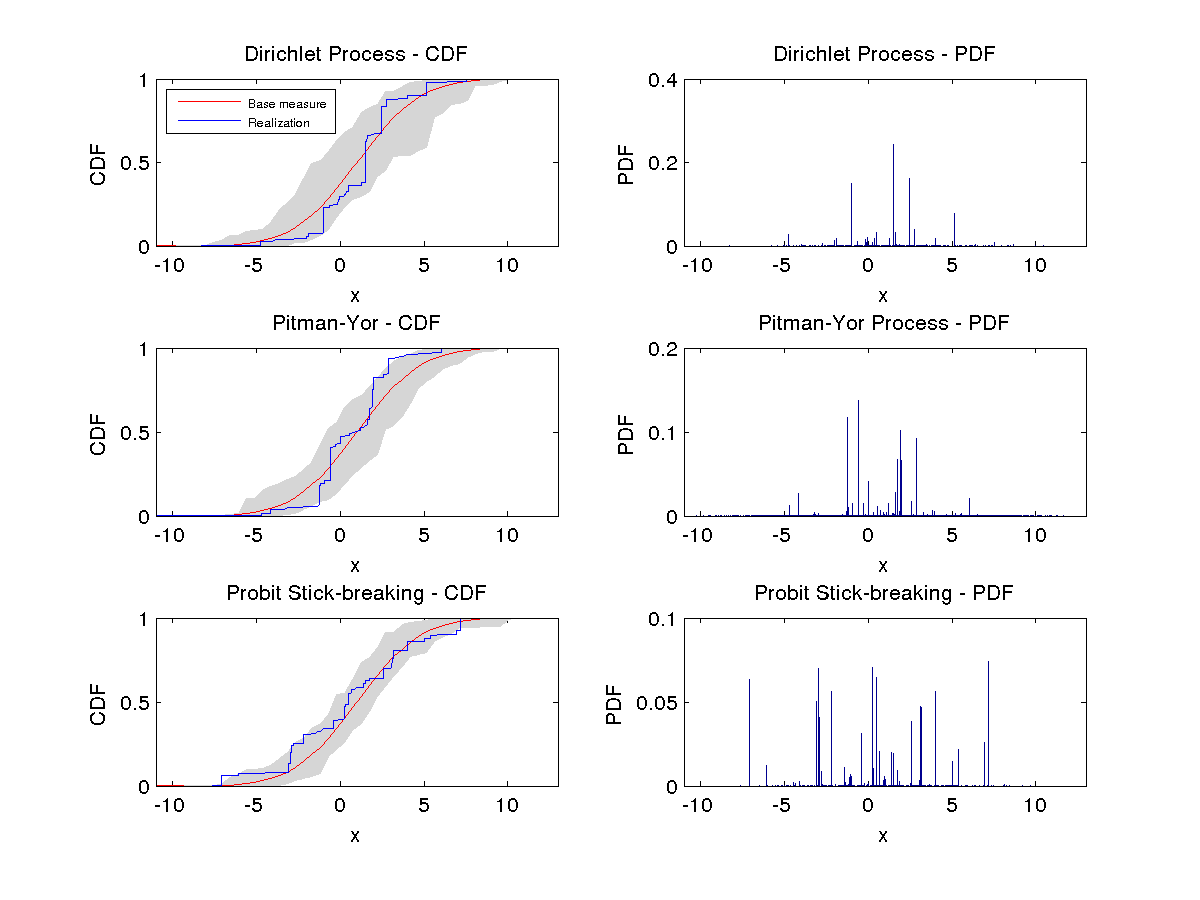 Dirichlet Process - CDF
Dirichlet Process - PDF
1
0.5
0
CDF
Base measure
Realization
-10 -5 0 5 10
x
0.4
0.2
0
PDF
-10 -5 0 5 10
x
Pitman-Yor - CDF
Pitman-Yor Process - PDF
1
0.5
0
CDF
-10 -5 0 5 10
x
0.2
0.1
0
PDF
-10 -5 0 5 10
x
Probit Stick-breaking - CDF
Probit Stick-breaking - PDF
1
0.5
0
CDF
-10 -5 0 5 10
x
0.1
0.05
0
PDF
-10 -5 0 5 10
x